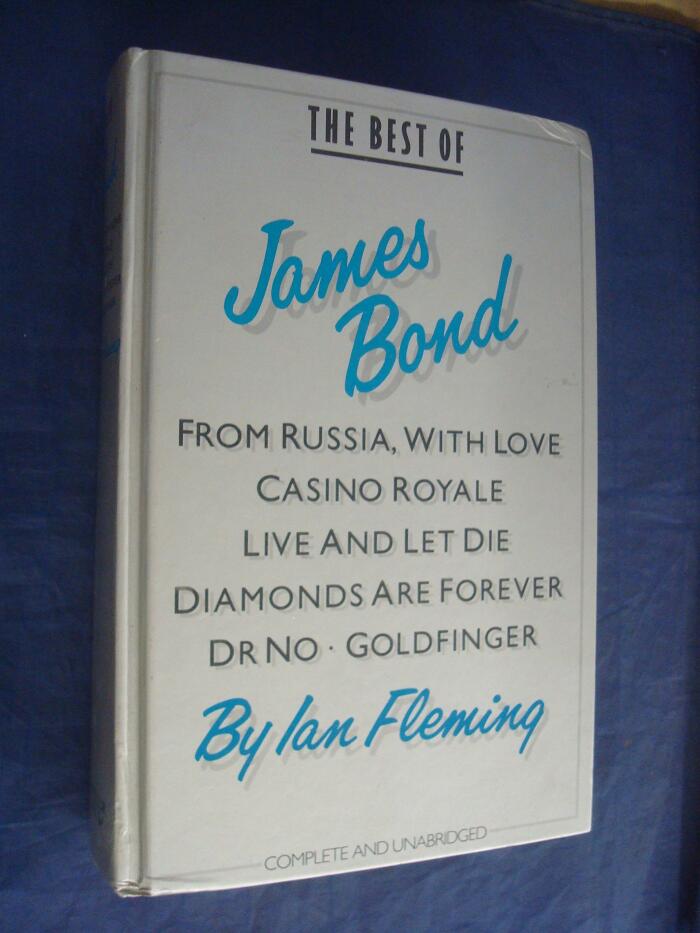 THE BEST OF
James
Bond
FROM RUSSIA, WITH LOVE
CASINO ROYALE
LIVE AND LET DIE
DIAMONDS ARE FOREVER
DR NO · GOLDFINGER
By Ian Fleming
COMPLETE AND UNABRIDGED